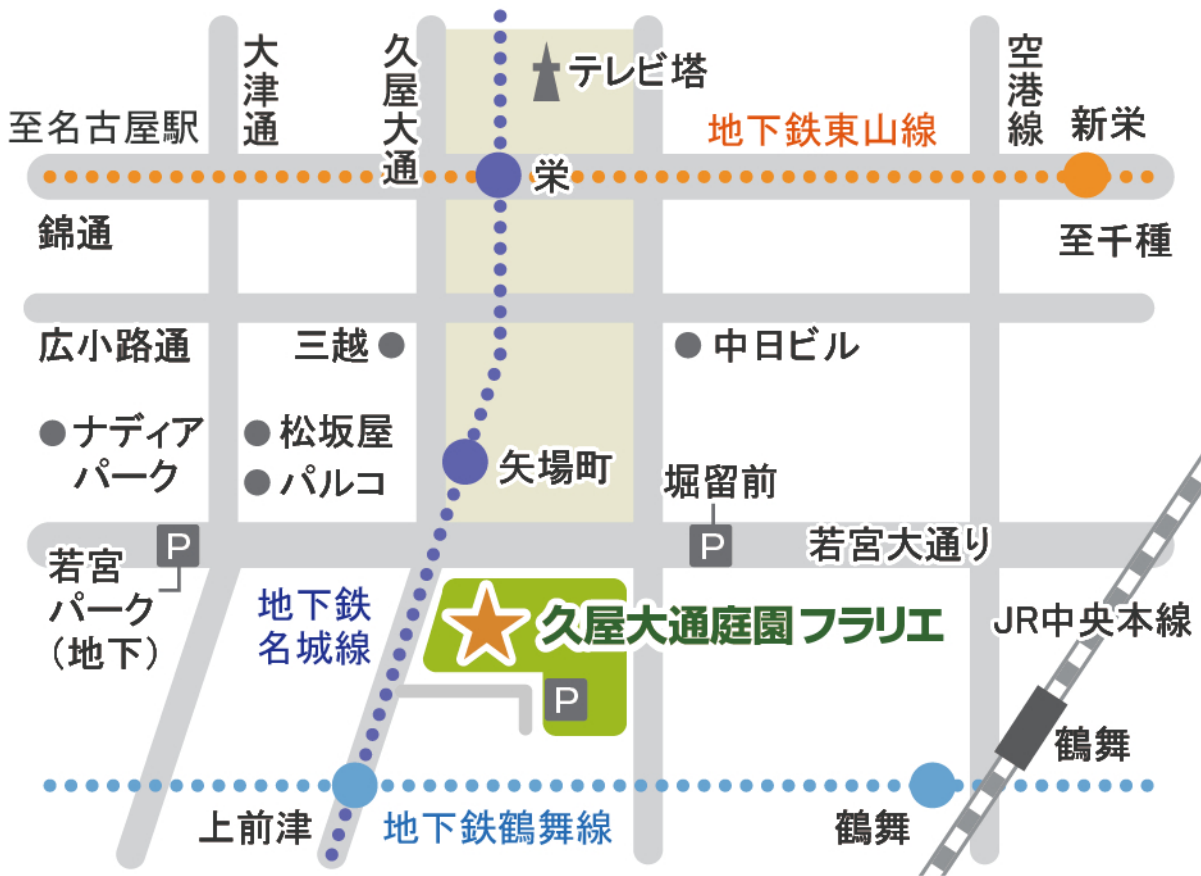 大津通
久屋大通
テレビ塔
空港線
至名古屋駅
地下鉄東山線
新栄
栄
錦通
至千種
広小路通
三越
中日ビル
ナディア
パーク
松坂屋
パルコ
矢場町
堀留前
P
P
若宮大通り
若宮
パーク
(地下)
地下鉄
名城線
久屋大通庭園フラリエ
JR中央本線
P
鶴舞
上前津
地下鉄鶴舞線
鶴舞